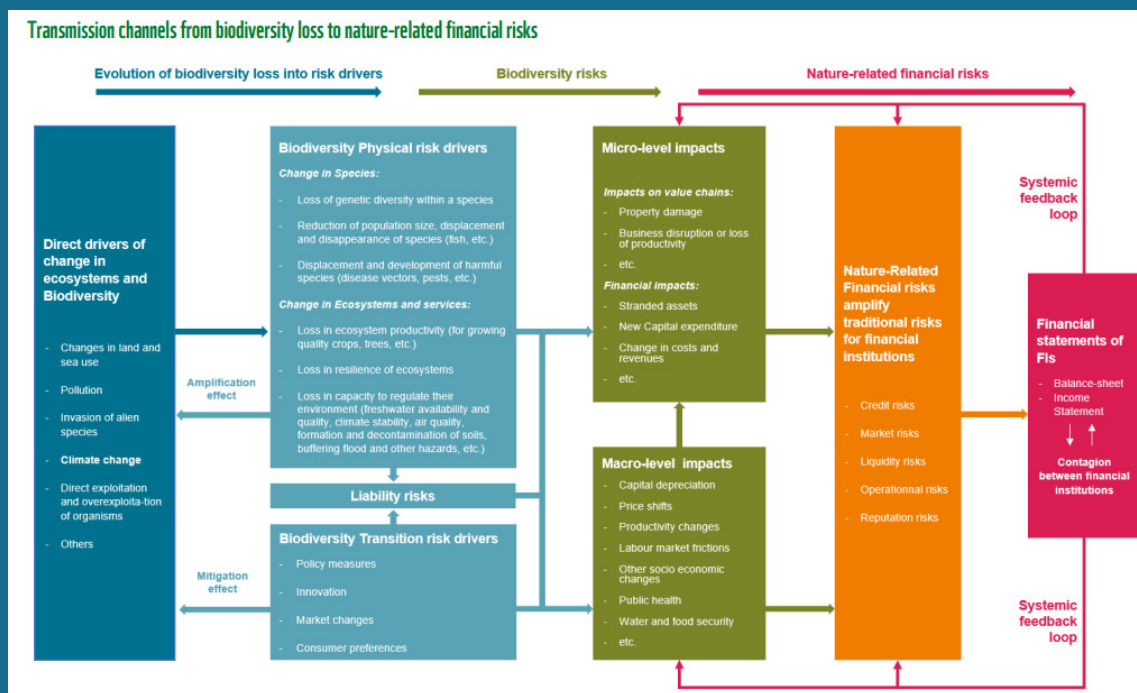 Transmission channels from biodiversity loss to nature-related financial risks
Evolution of biodiversity loss into risk drivers
Biodiversity risks
Nature-related financial risks
Direct drivers of
change in
ecosystems and
Biodiversity
- Changes in land and
sea use
- Pollution
- Invasion of alien
species
- Climate change
- Direct exploitation
and overexploita-tion
of organisms
- Others
Amplification
effect
Mitigation
effect
Biodiversity Physical risk drivers
Change in Species:
- Loss of genetic diversity within a species
- Reduction of population size, displacement
and disappearance of species (fish, etc.)
- Displacement and development of harmful
species (disease vectors, pests, etc.)
Change in Ecosystems and services:
- Loss in ecosystem productivity (for growing
quality crops, trees, etc.)
- Loss in resilience of ecosystems
- Loss in capacity to regulate their
environment (freshwater availability and
quality, climate stability, air quality,
formation and decontamination of soils,
buffering flood and other hazards, etc.)
Liability risks
Biodiversity Transition risk drivers
- Policy measures
- Innovation
- Market changes
- Consumer preferences
Micro-level impacts
Impacts on value chains:
- Property damage
- Business disruption or loss
of productivity
- etc.
Financial impacts:
- Stranded assets
- New Capital expenditure
- Change in costs and
revenues
- etc.
Macro-level impacts
- Capital depreciation
- Price shifts
- Productivity changes
- Labour market frictions
- Other socio economic
changes
- Public health
- Water and food security
- etc.
Nature-Related
Financial risks
amplify
traditional risks
for financial
institutions
- Credit risks
- Market risks
- Liquidity risks
- Operationnal risks
- Reputation risks
Systemic
feedback
loop
Financial
statements of
FIs
- Balance-sheet
- Income
Statement
Contagion
between financial
institutions
Systemic
feedback
loop